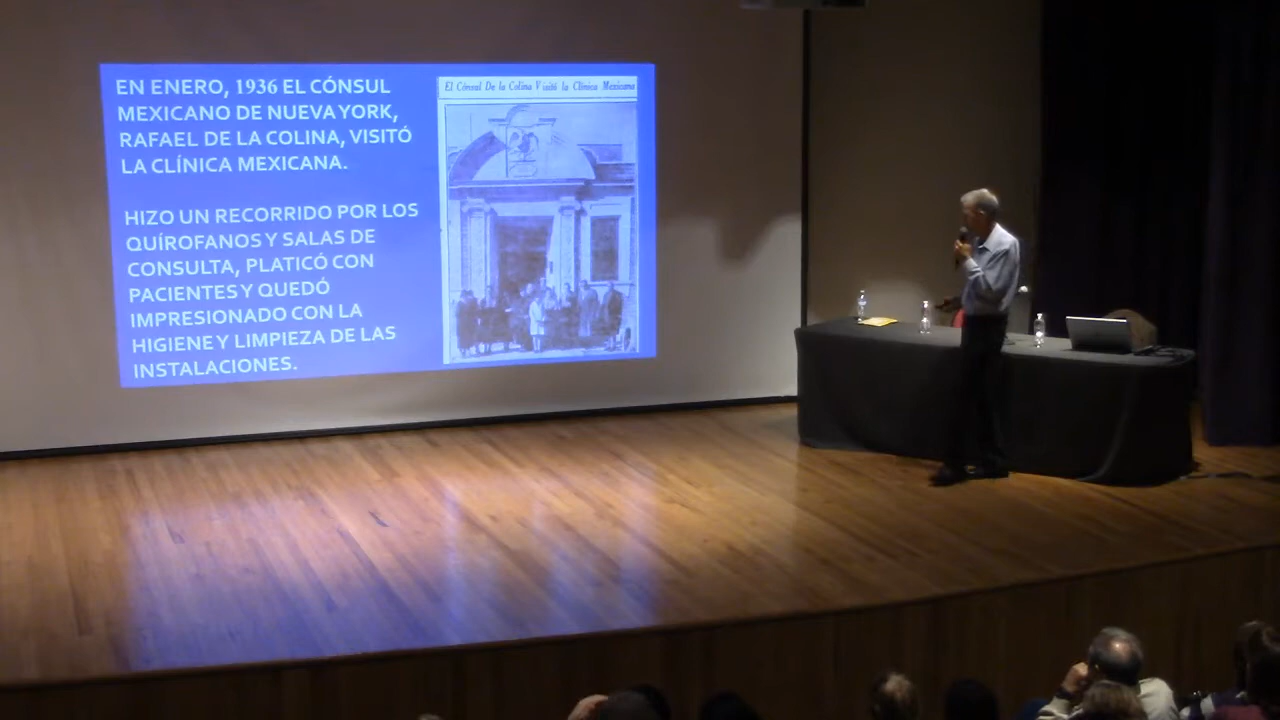 EN ENERO, 1936 EL CÓNSUL
MEXICANO DE NUEVA YORK,
RAFAEL DE LA COLINA, VISITÓ
LA CLÍNICA MEXICANA.
HIZO UN RECORRIDO POR LOS
QUÍROFANOS Y SALAS DE
CONSULTA, PLATICÓ CON
PACIENTES Y QUEDÓ
IMPRESIONADO CON LA
HIGIENE Y LIMPIEZA DE LAS
INSTALACIONES.
El Cónsul De la Colina Visitó la Clínica Mexicana